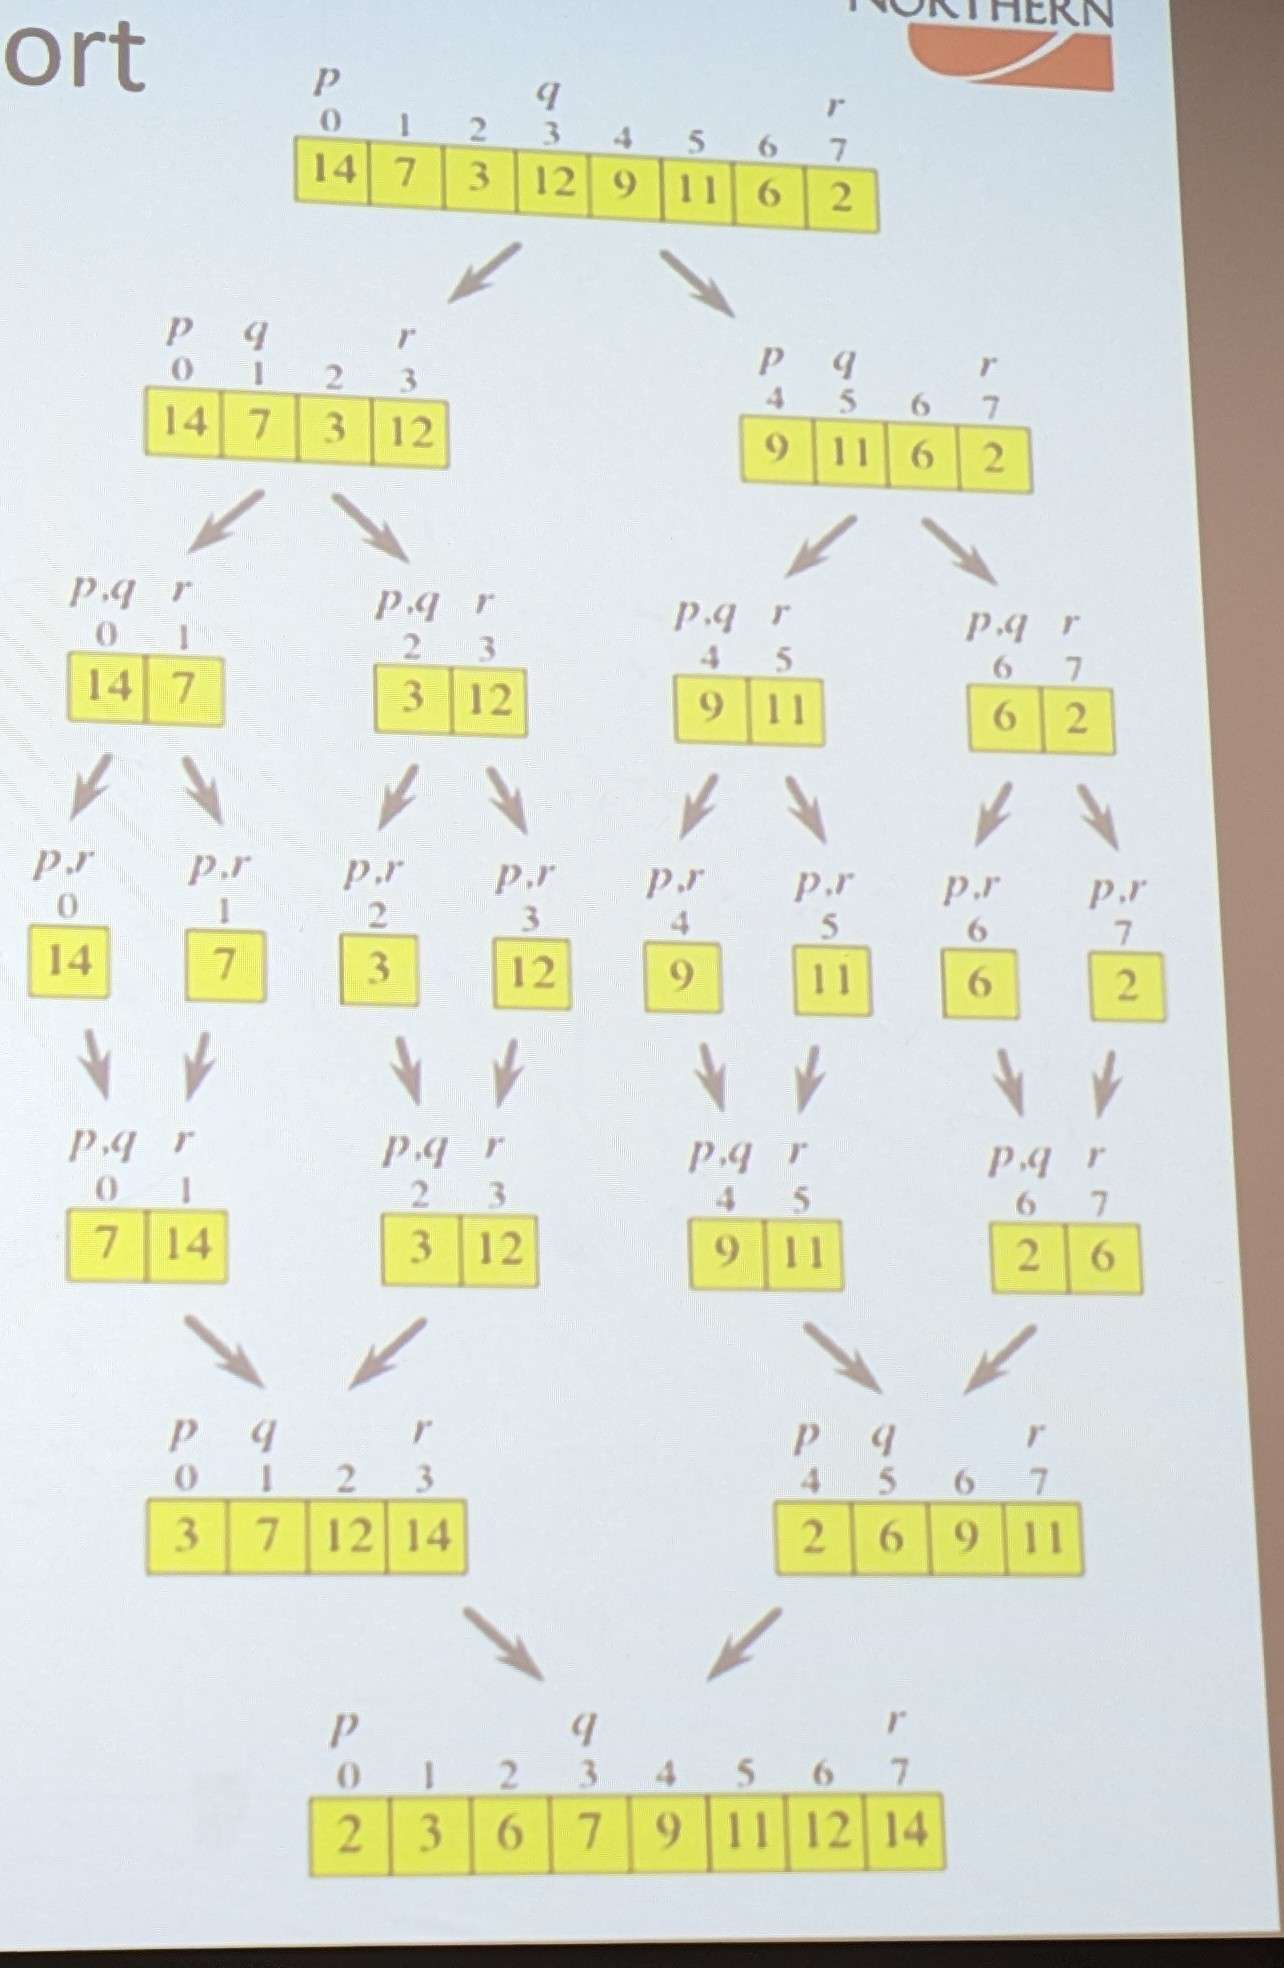 NORTHERN
ort
p q r
0 1 2 3 4 5 6 7
14 7 3 12 9 11 6 2
p q r p q r
0 1 2 3 4 5 6 7
14 7 3 12 9 11 6 2
p,q r p,q r p,q r p,q r
0 1 2 3 4 5 6 7
14 7 3 12 9 11 6 2
p,r p,r p,r p,r p,r p,r p,r p,r
0 1 2 3 4 5 6 7
14 7 3 12 9 11 6 2
p,q r p,q r p,q r p,q r
0 1 2 3 4 5 6 7
7 14 3 12 9 11 2 6
p q r p q r
0 1 2 3 4 5 6 7
3 7 12 14 2 6 9 11
p q r
0 1 2 3 4 5 6 7
2 3 6 7 9 11 12 14